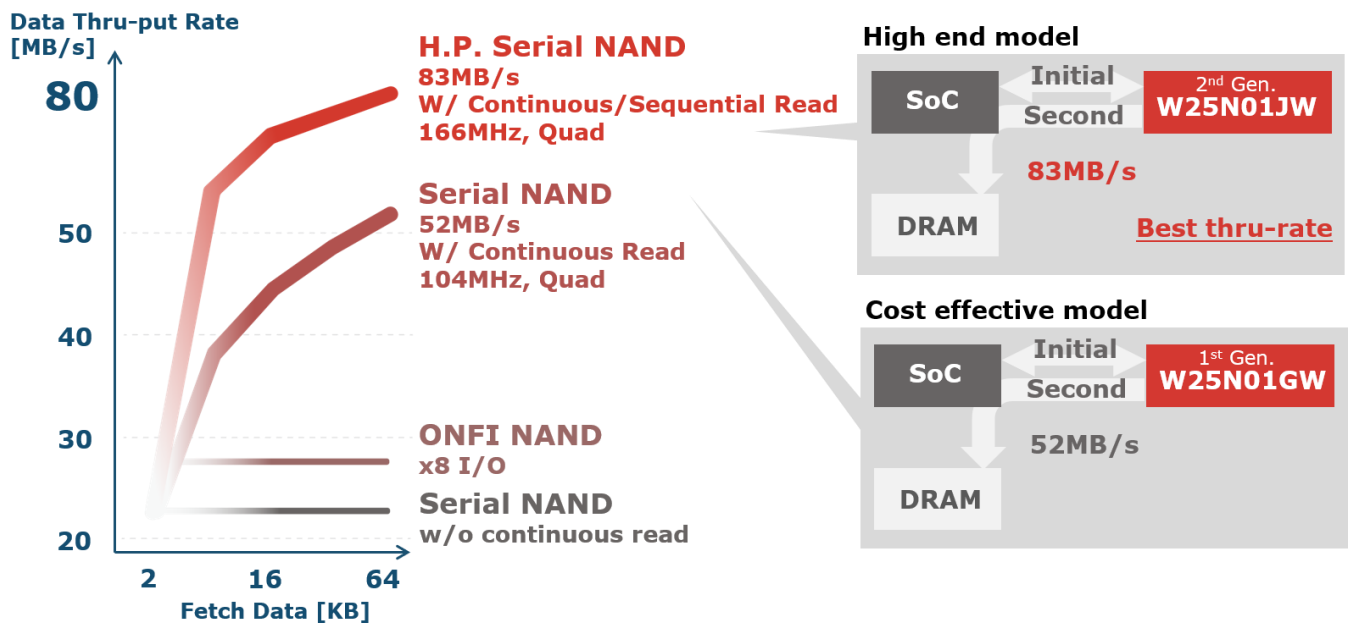 Data Thru-put Rate
[MB/s]
80
50
40
30
20
2
16
64
Fetch Data [KB]
H.P. Serial NAND
83MB/s
W/ Continuous/Sequential Read
166MHz, Quad
Serial NAND
52MB/s
W/ Continuous Read
104MHz, Quad
ONFI NAND
x8 I/O
Serial NAND
w/o continuous read
High end model
SoC
Initial
Second
2nd Gen.
W25N01JW
83MB/s
DRAM
Best thru-rate
Cost effective model
SoC
Initial
Second
1st Gen.
W25N01GW
52MB/s
DRAM